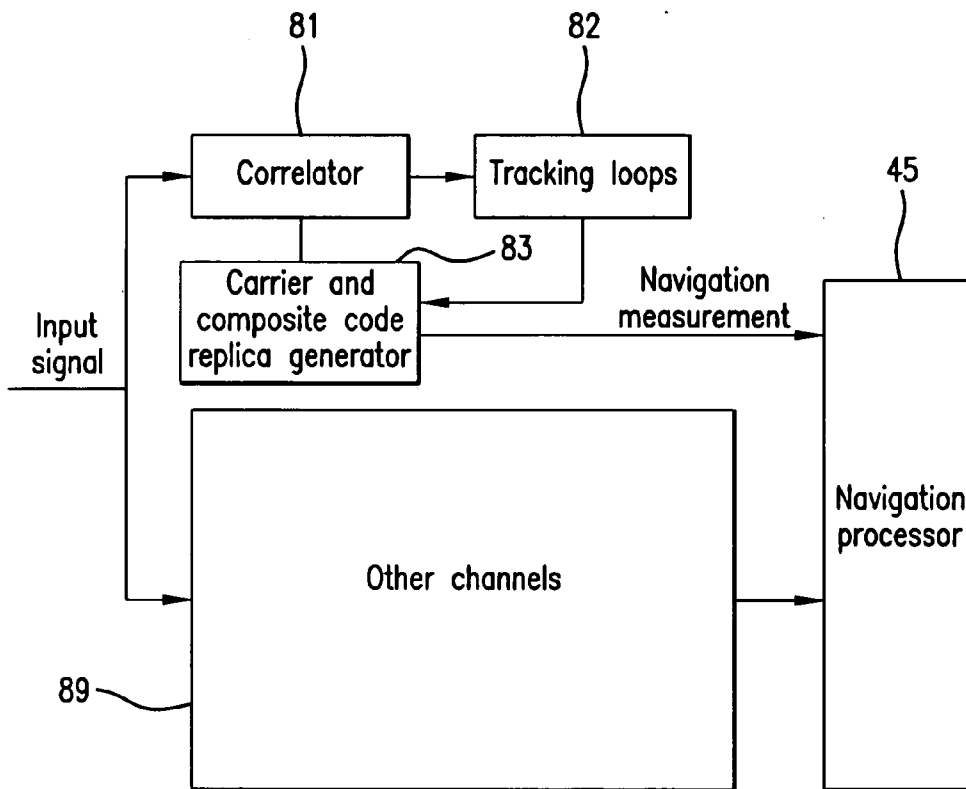 81
82
Correlator
Tracking loops
45
83
Carrier and
composite code
replica generator
Navigation
measurement
Input
signal
Navigation
processor
Other channels
89